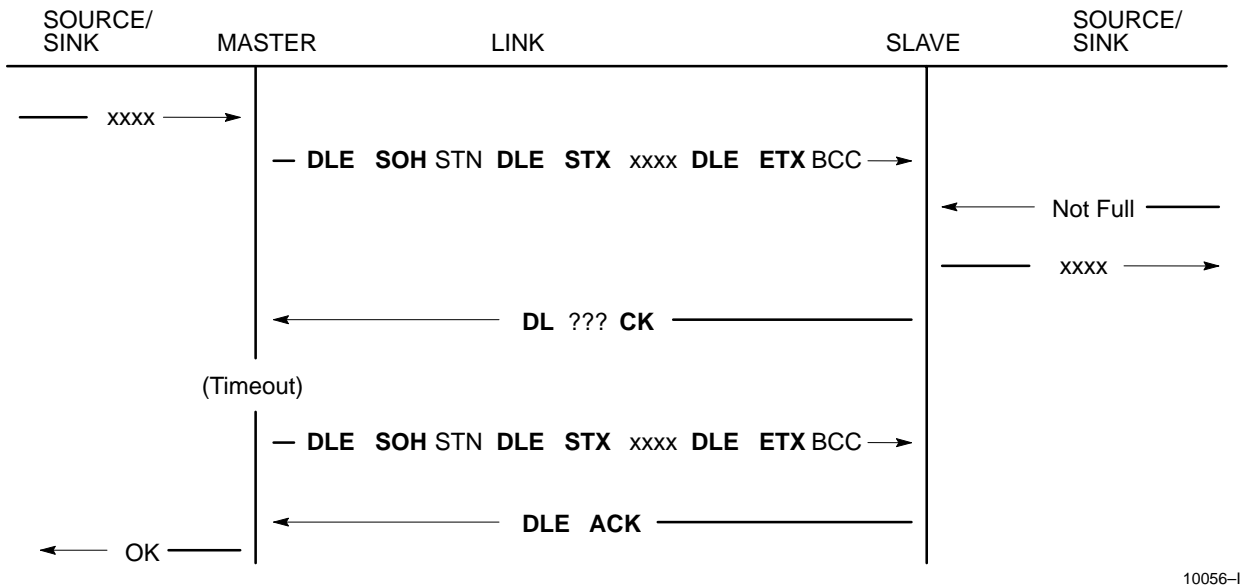 SOURCE/ SOURCE/
SINK MASTER LINK SLAVE SINK
xxxx
DLE SOH STN DLE STX xxxx DLE ETX BCC
Not Full
xxxx
DL ??? CK
(Timeout)
DLE SOH STN DLE STX xxxx DLE ETX BCC
DLE ACK
OK
10056–I